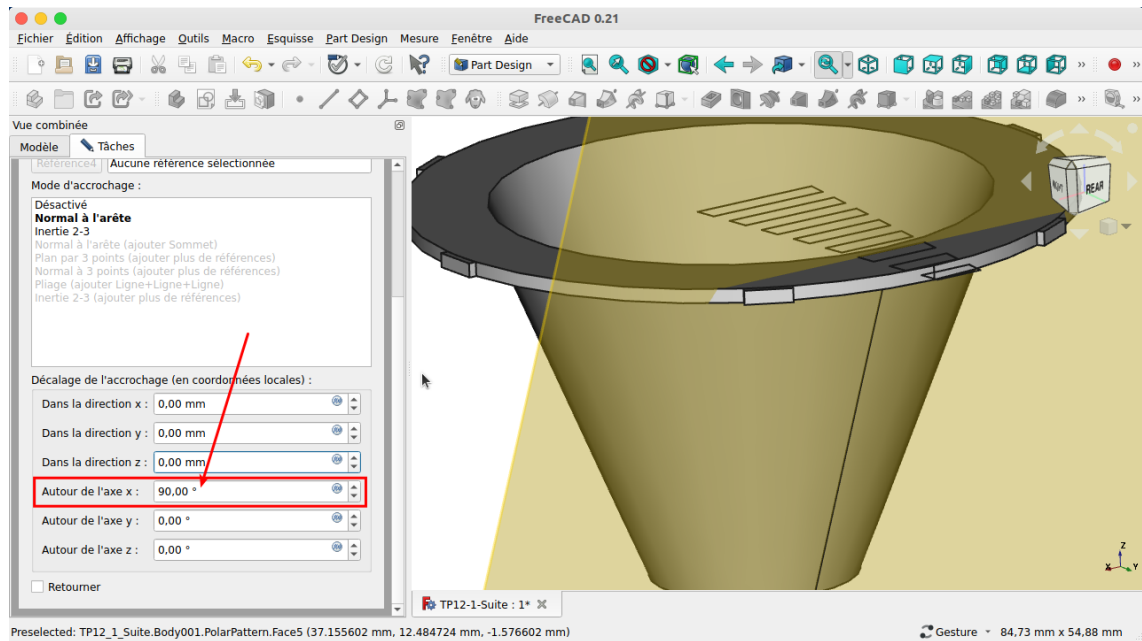 FreeCAD 0.21
Fichier Édition Affichage Outils Macro Esquisse Part Design Mesure Fenêtre Aide
Part Design
Vue combinée
Modèle Tâches
Référence4 Aucune référence sélectionnée
Mode d'accrochage :
Désactivé
Normal à l'arête
Inertie 2-3
Normal à l'arête (ajouter Sommet)
Plan par 3 points (ajouter plus de références)
Normal à 3 points (ajouter plus de références)
Pliage (ajouter Ligne+Ligne+Ligne)
Inertie 2-3 (ajouter plus de références)
Décalage de l'accrochage (en coordonnées locales) :
Dans la direction x : 0,00 mm
Dans la direction y : 0,00 mm
Dans la direction z : 0,00 mm
Autour de l'axe x : 90,00 °
Autour de l'axe y : 0,00 °
Autour de l'axe z : 0,00 °
Retourner
RIGHT REAR
Z
X Y
TP12-1-Suite : 1*
Preselected: TP12_1_Suite.Body001.PolarPattern.Face5 (37.155602 mm, 12.484724 mm, -1.576602 mm)
Gesture 84,73 mm x 54,88 mm